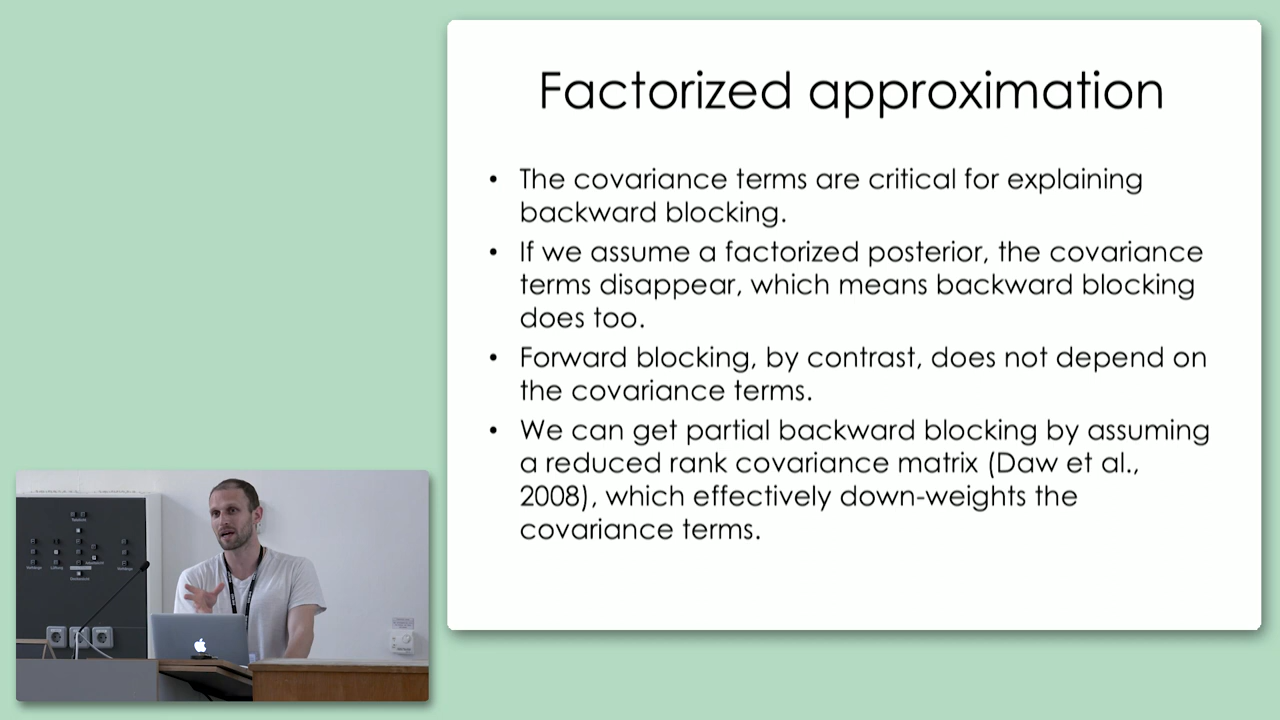 Factorized approximation
• The covariance terms are critical for explaining
backward blocking.
• If we assume a factorized posterior, the covariance
terms disappear, which means backward blocking
does too.
• Forward blocking, by contrast, does not depend on
the covariance terms.
• We can get partial backward blocking by assuming
a reduced rank covariance matrix (Daw et al.,
2008), which effectively down-weights the
covariance terms.